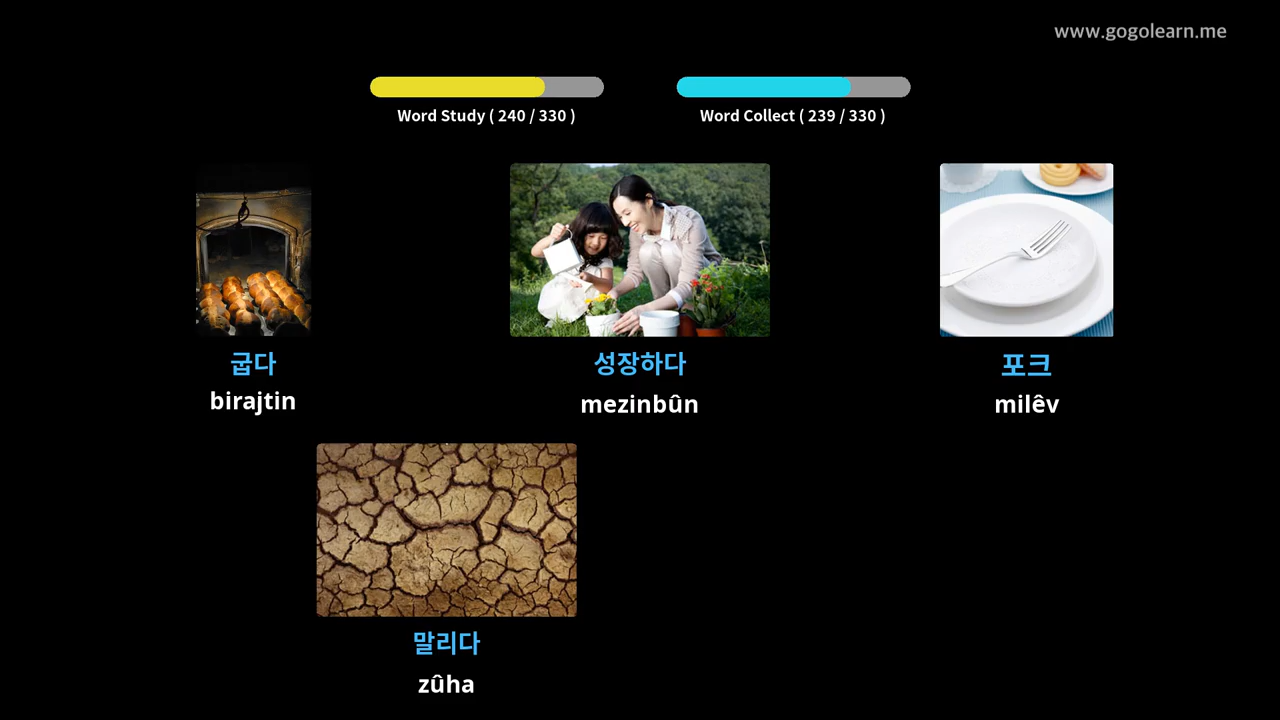 www.gogolearn.me
Word Study ( 240 / 330 )
Word Collect ( 239 / 330 )
굽다
birajtin
성장하다
mezinbûn
포크
milêv
말리다
zûha